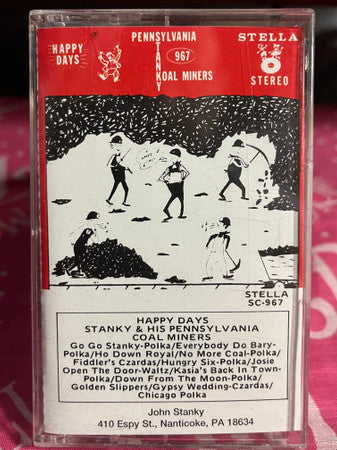 HAPPY DAYS
PENNSYLVANIA
STANKY
967
COAL MINERS
STELLA
STEREO
STELLA
SC-967
HAPPY DAYS
STANKY & HIS PENNSYLVANIA
COAL MINERS
Go Go Stanky-Polka/Everybody Do Bary-
Polka/Ho Down Royal/No More Coal-Polka/
Fiddler's Czardas/Hungry Six-Polka/Josie
Open The Door-Waltz/Kasia's Back In Town-
Polka/Down From The Moon-Polka/
Golden Slippers/Gypsy Wedding-Czardas/
Chicago Polka
John Stanky
410 Espy St., Nanticoke, PA 18634